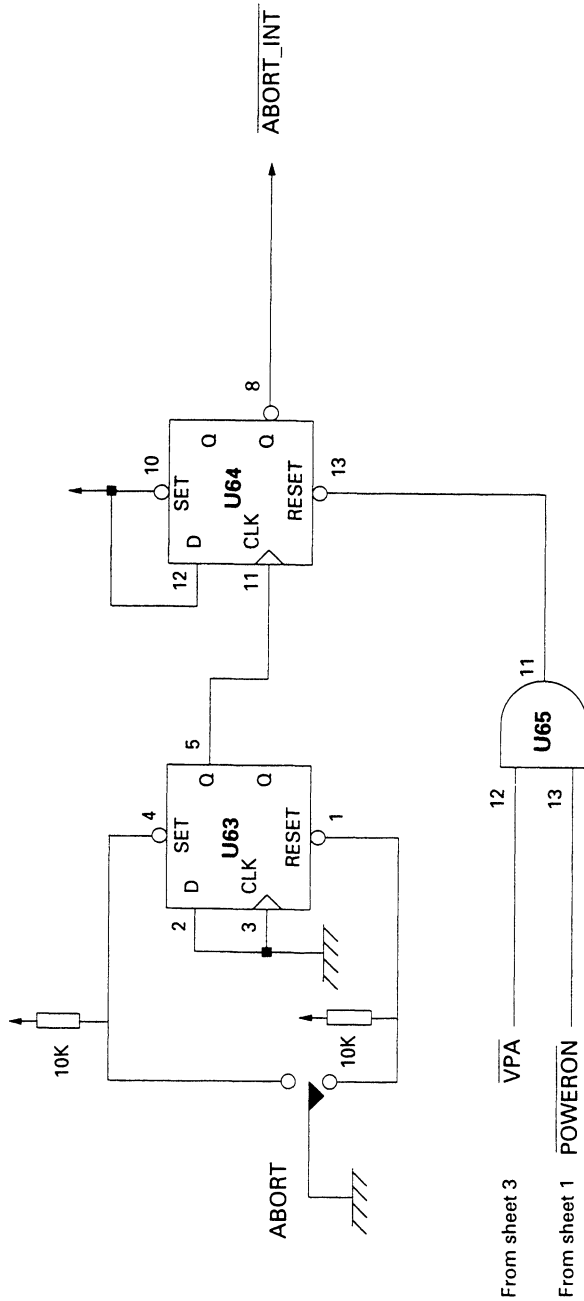 ABORT
10K
10K
2
3
4
D
SET
U63
CLK
RESET
Q
Q
5
1
12
11
10
D
SET
U64
CLK
RESET
Q
Q
8
13
ABORT_INT
From sheet 3
VPA
12
From sheet 1
POWERON
13
U65
11